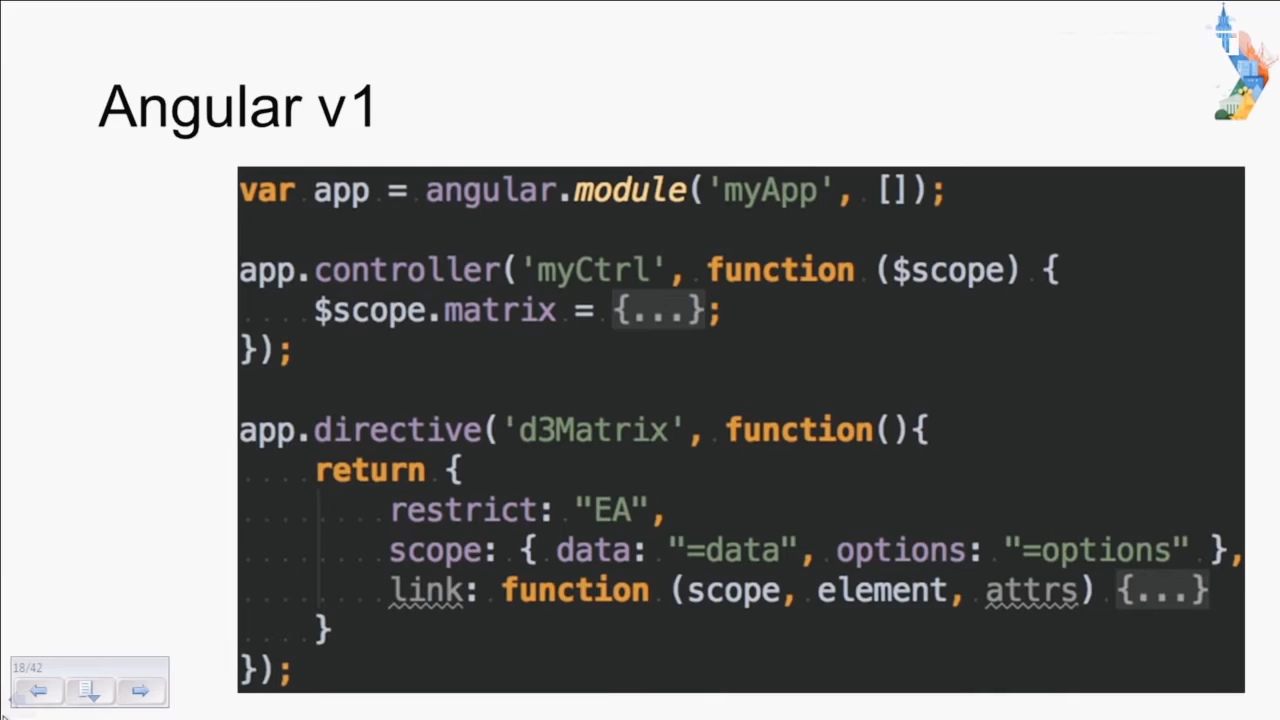 Angular v1
var app = angular.module('myApp', []);
app.controller('myCtrl', function ($scope) {
$scope.matrix = {...};
});
app.directive('d3Matrix', function(){
return {
restrict: "EA",
scope: { data: "=data", options: "=options" },
link: function (scope, element, attrs) {...}
}
});
18/42